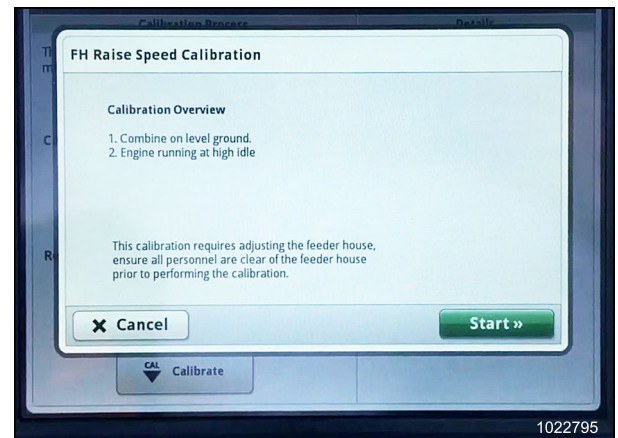 Calibration Process
Details
FH Raise Speed Calibration
Calibration Overview
1. Combine on level ground.
2. Engine running at high idle
This calibration requires adjusting the feeder house,
ensure all personnel are clear of the feeder house
prior to performing the calibration.
Cancel
Start »
CAL
Calibrate
1022795